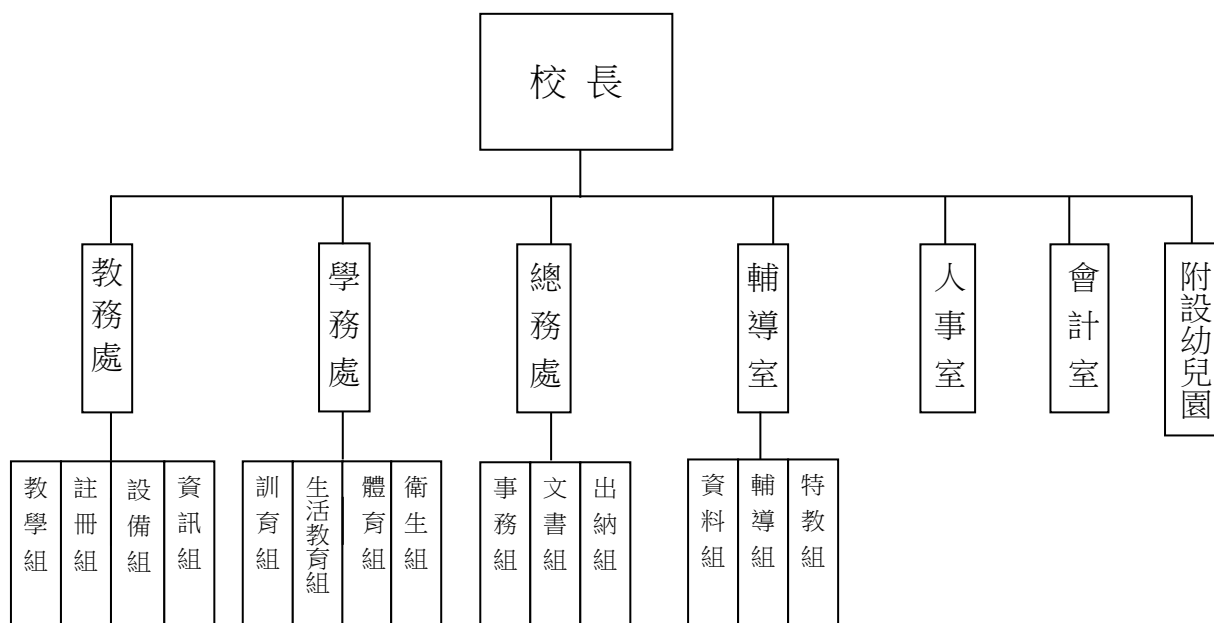 校長
教務處
學務處
總務處
輔導室
人事室
會計室
附設幼兒園
教學組
註冊組
設備組
資訊組
訓育組
生活教育組
體育組
衛生組
事務組
文書組
出納組
資料組
輔導組
特教組